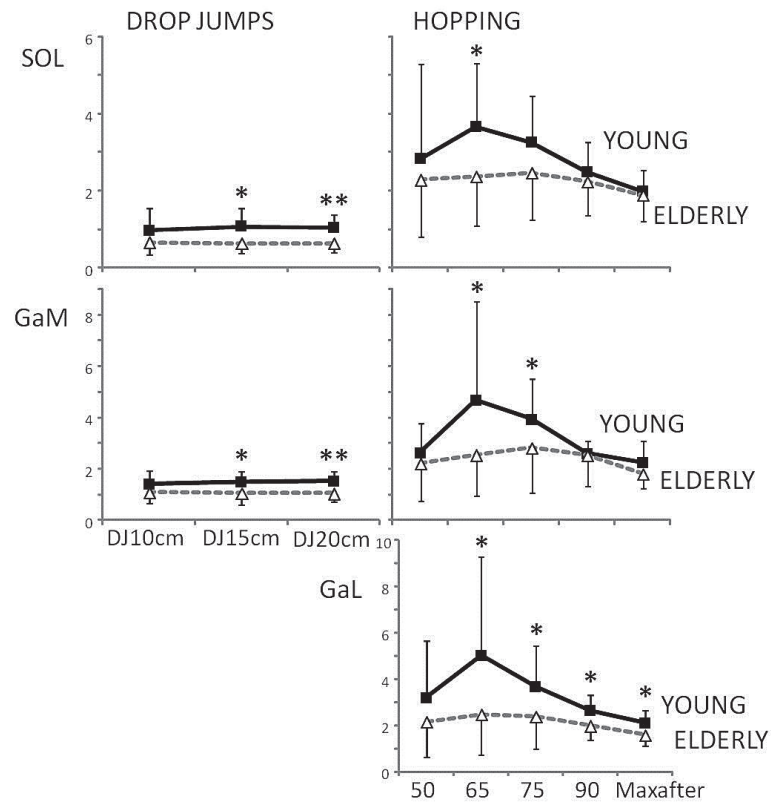 DROP JUMPS HOPPING
SOL
6
4
2
0
*
**
*
YOUNG
ELDERLY
GaM
8
6
4
2
0
*
**
*
*
YOUNG
ELDERLY
DJ10cm DJ15cm DJ20cm
GaL
10
8
6
4
2
0
*
*
*
*
YOUNG
ELDERLY
50 65 75 90 Maxafter